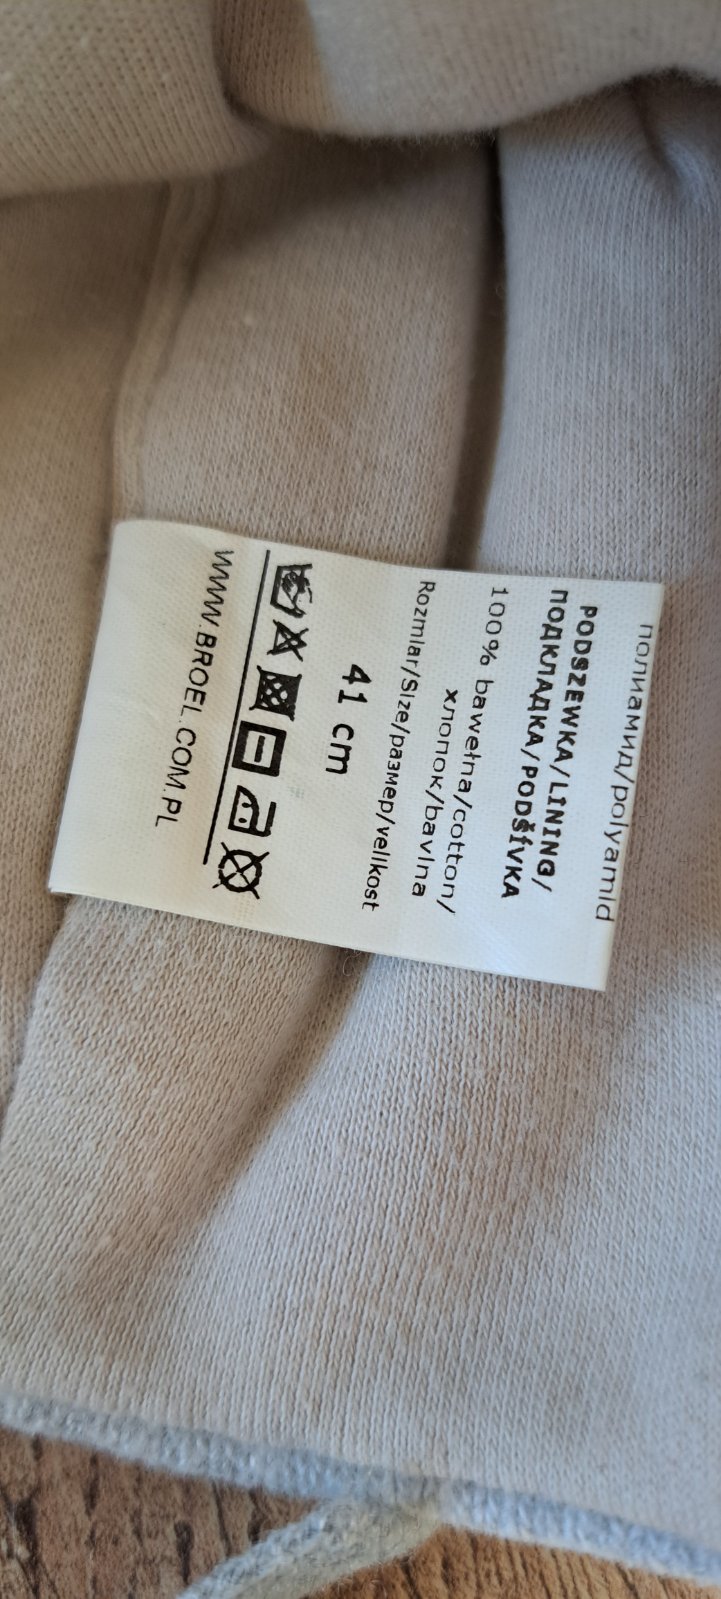 полиамид/polyamid
PODSZEWKA/LINING/
ПОДКЛАДКА/PODŠÍVKA
100% bawełna/cotton/
хлопок/bavlna
Rozmiar/Size/размер/velikost
41 cm
WWW.BROEL.COM.PL